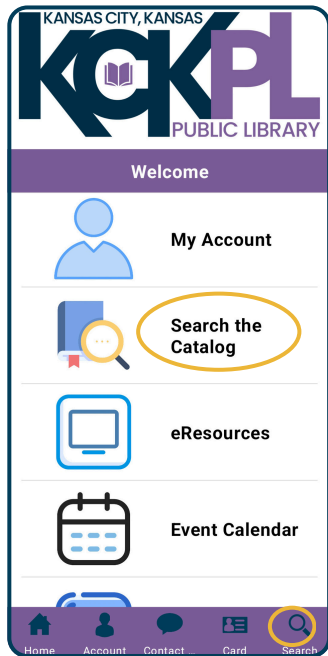 KANSAS CITY, KANSAS
KCKPL
PUBLIC LIBRARY
Welcome
My Account
Search the
Catalog
eResources
Event Calendar
Home Account Contact ... Card Search